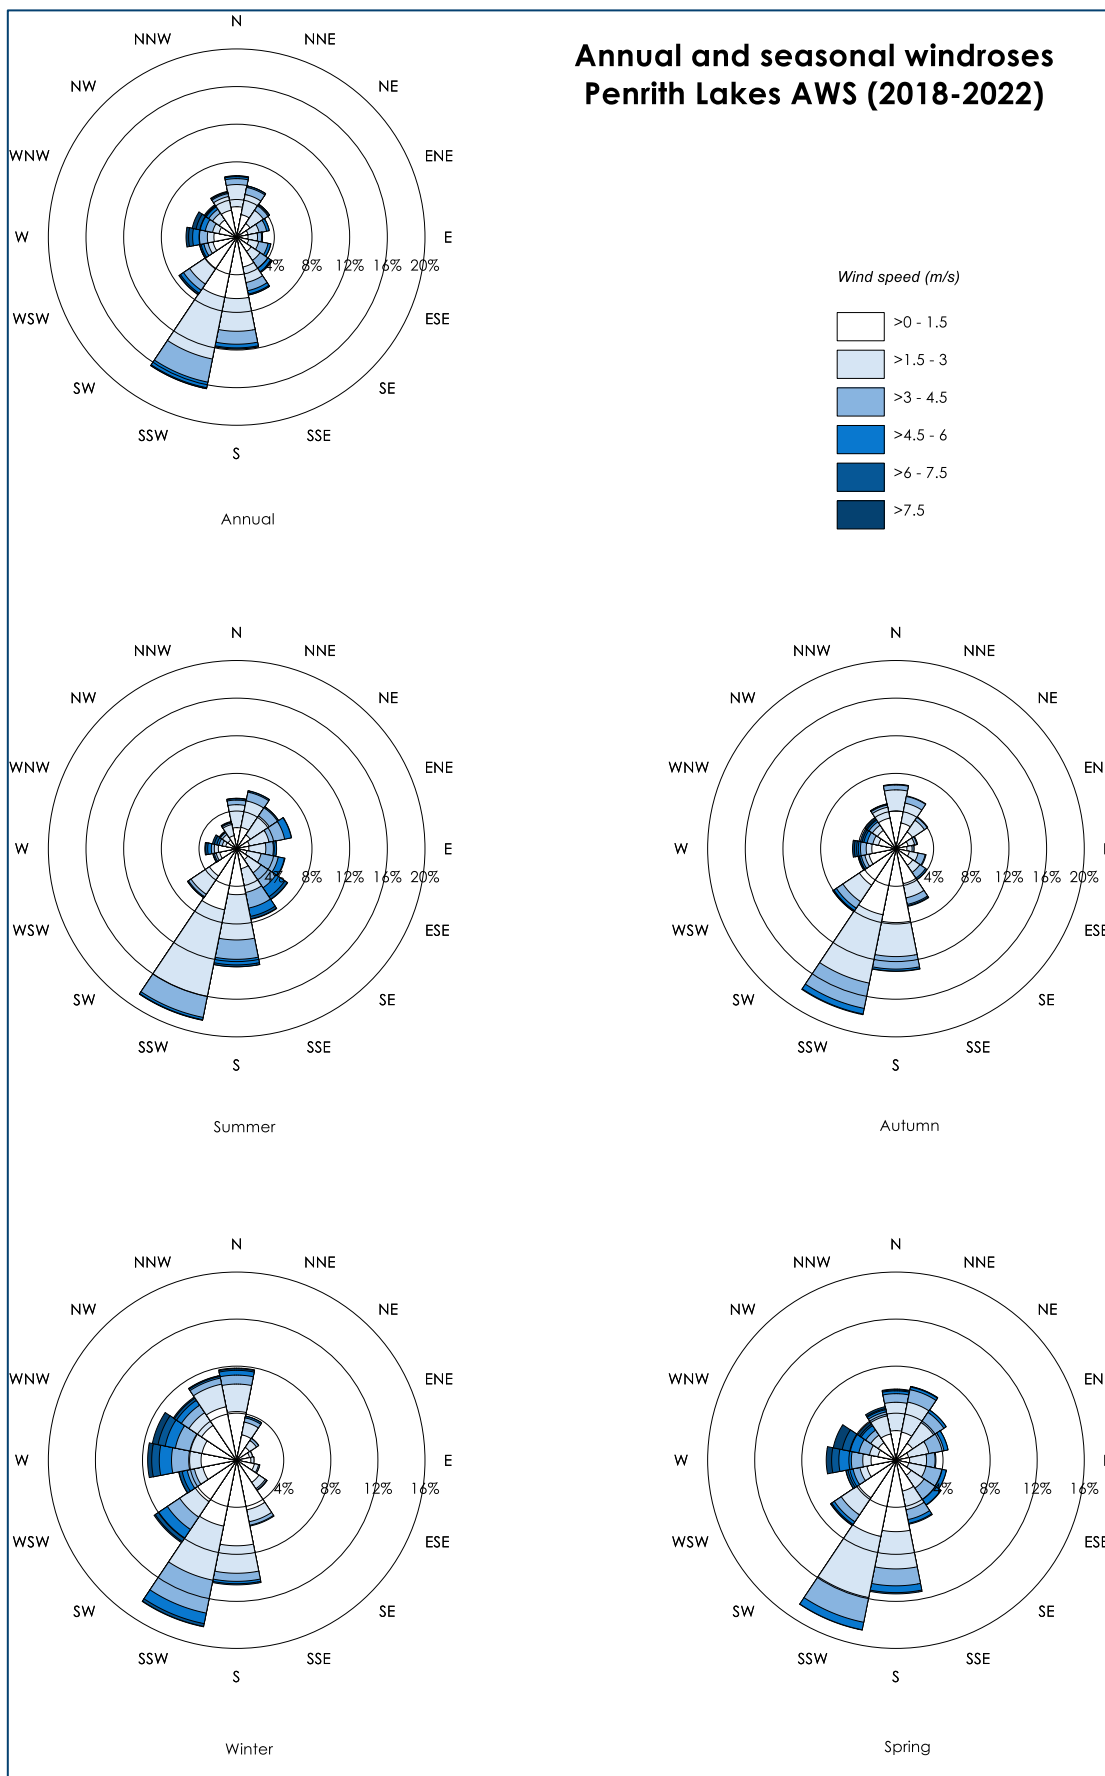 Annual and seasonal windroses
Penrith Lakes AWS (2018-2022)
N
NNW
NNE
NW
NE
WNW
ENE
W
E
4% 8% 12% 16% 20%
WSW
ESE
SW
SE
SSW
SSE
S
Annual
Wind speed (m/s)
>0 - 1.5
>1.5 - 3
>3 - 4.5
>4.5 - 6
>6 - 7.5
>7.5
N
NNW
NNE
NW
NE
WNW
ENE
W
E
4% 8% 12% 16% 20%
WSW
ESE
SW
SE
SSW
SSE
S
Summer
N
NNW
NNE
NW
NE
WNW
EN
W
4% 8% 12% 16% 20%
WSW
ESE
SW
SE
SSW
SSE
S
Autumn
N
NNW
NNE
NW
NE
WNW
ENE
W
E
4% 8% 12% 16%
WSW
ESE
SW
SE
SSW
SSE
S
Winter
N
NNW
NNE
NW
NE
WNW
EN
W
4% 8% 12% 16%
WSW
ESE
SW
SE
SSW
SSE
S
Spring